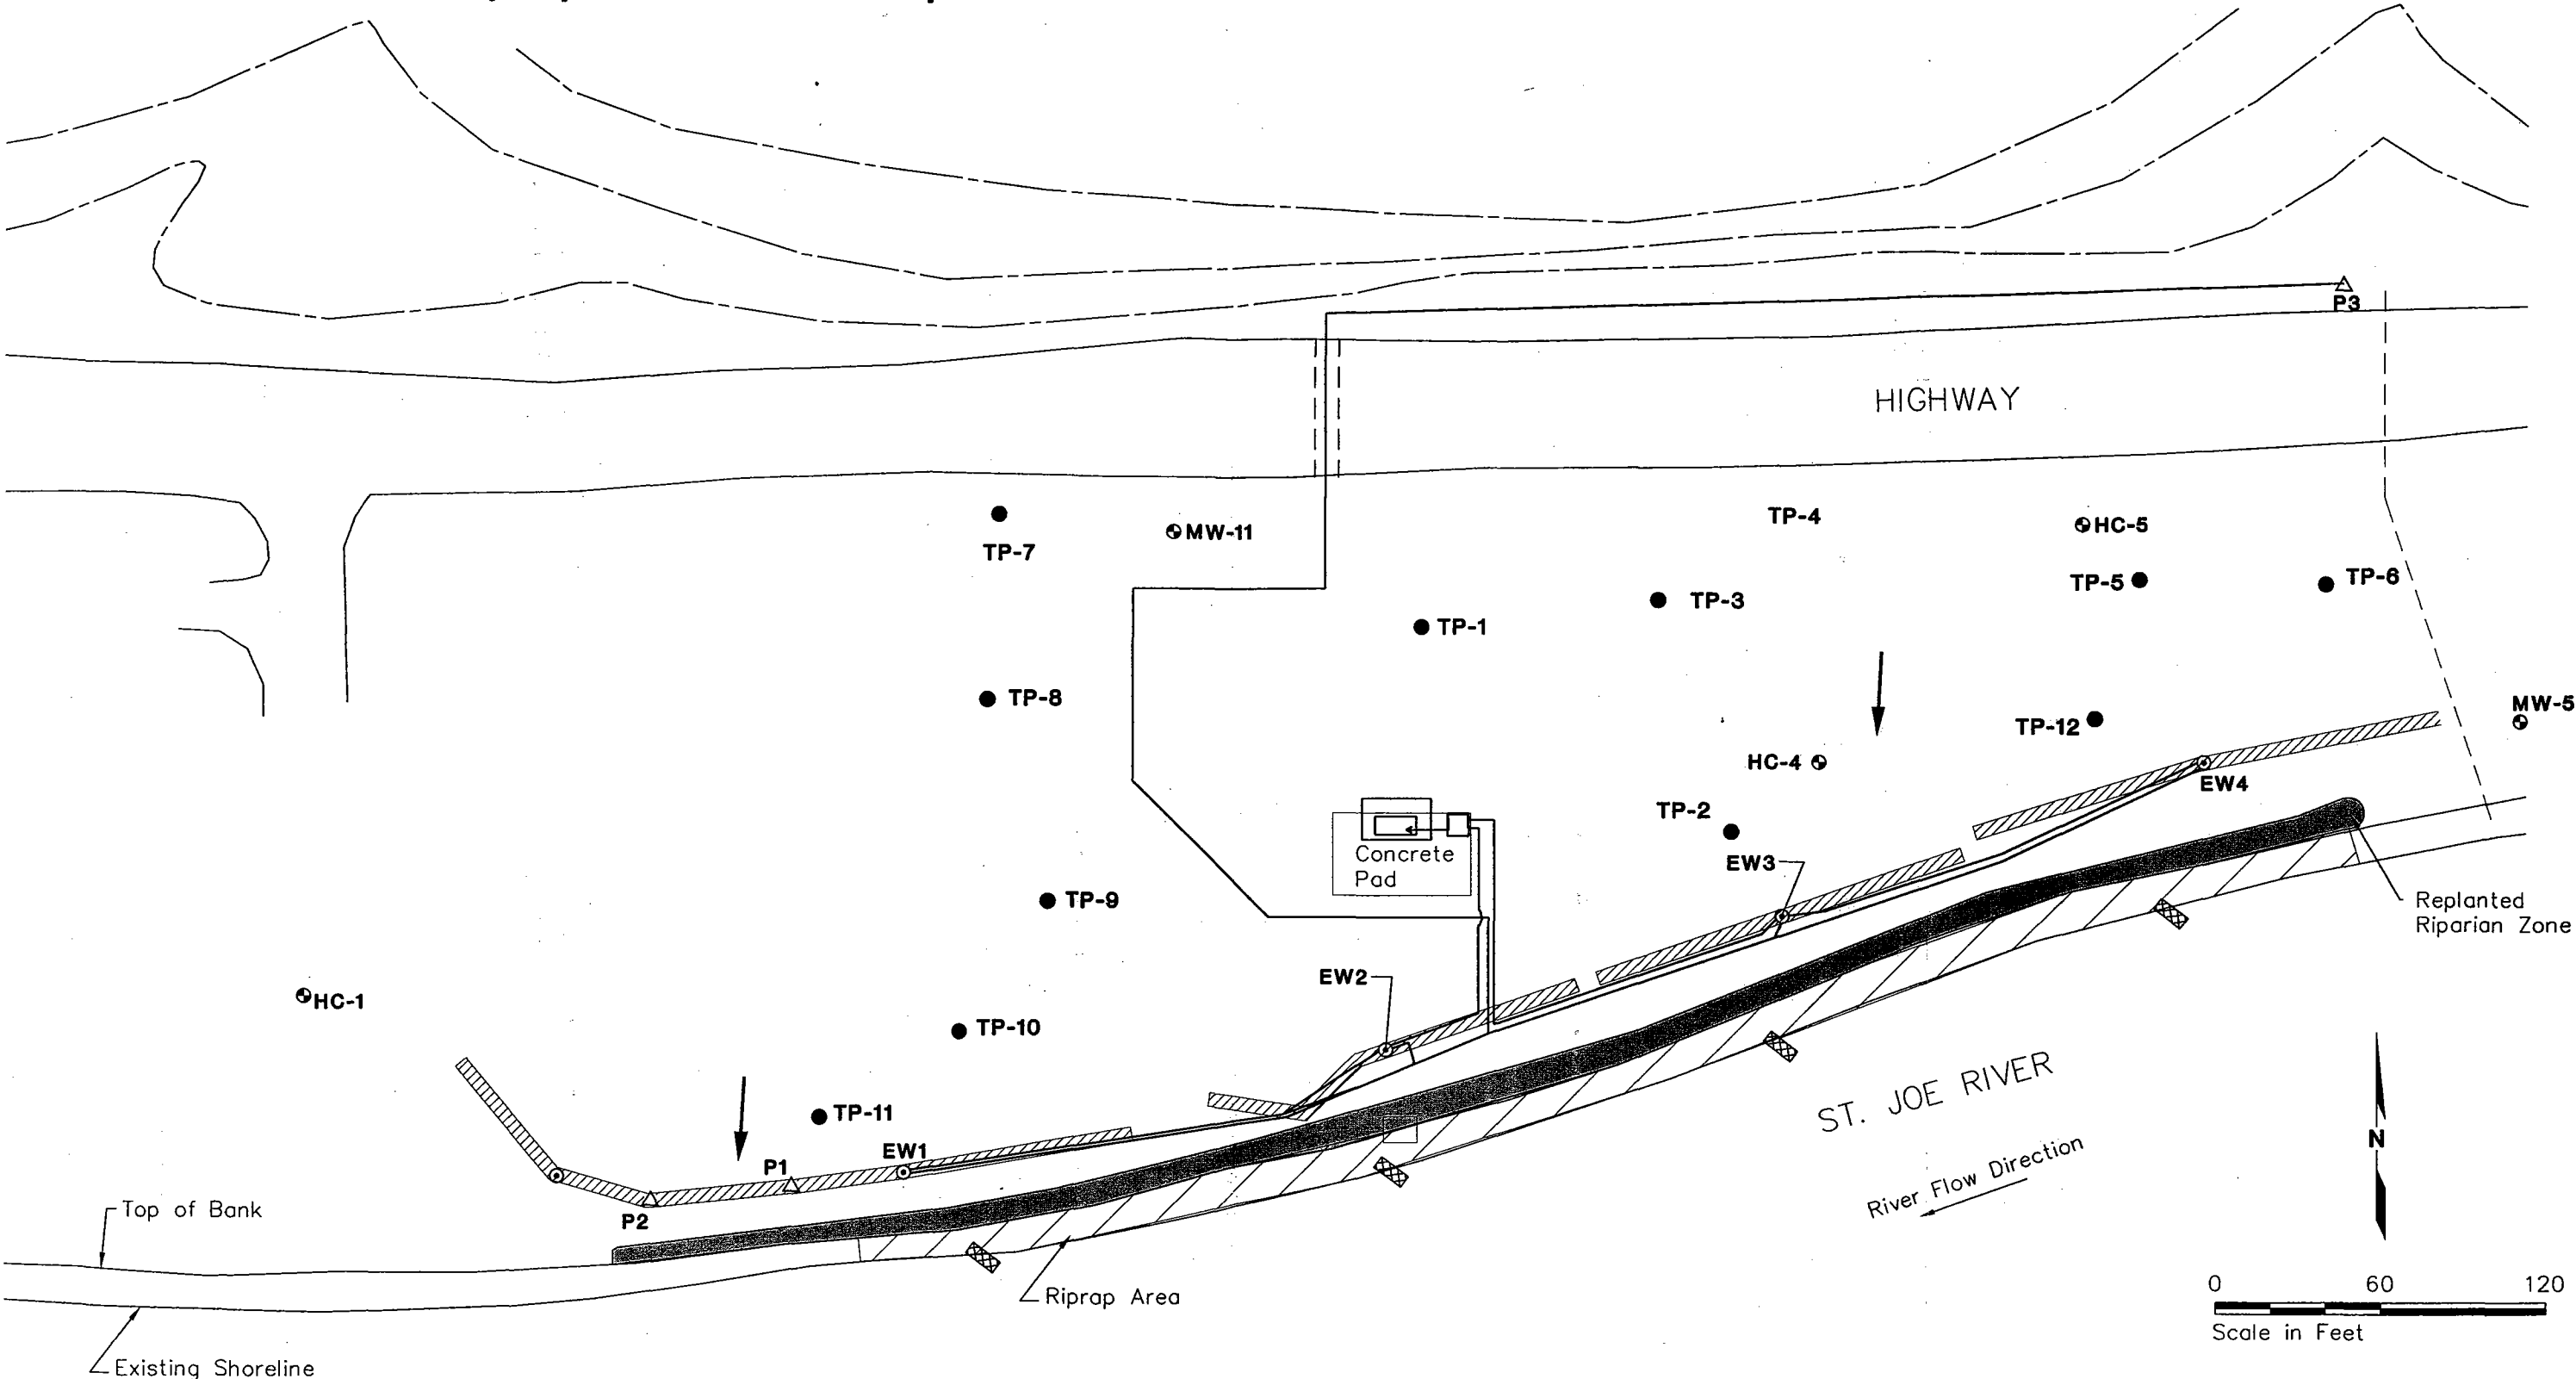 P3
HIGHWAY
TP-4
HC-5
MW-11
TP-7
TP-5
TP-6
TP-3
TP-1
TP-8
MW-5
TP-12
HC-4
EW4
TP-2
Concrete
Pad
EW3
TP-9
Replanted
Riparian Zone
EW2
HC-1
TP-10
ST. JOE RIVER
TP-11
EW1
P1
N
River Flow Direction
Top of Bank
P2
Riprap Area
0 60 120
Scale in Feet
Existing Shoreline